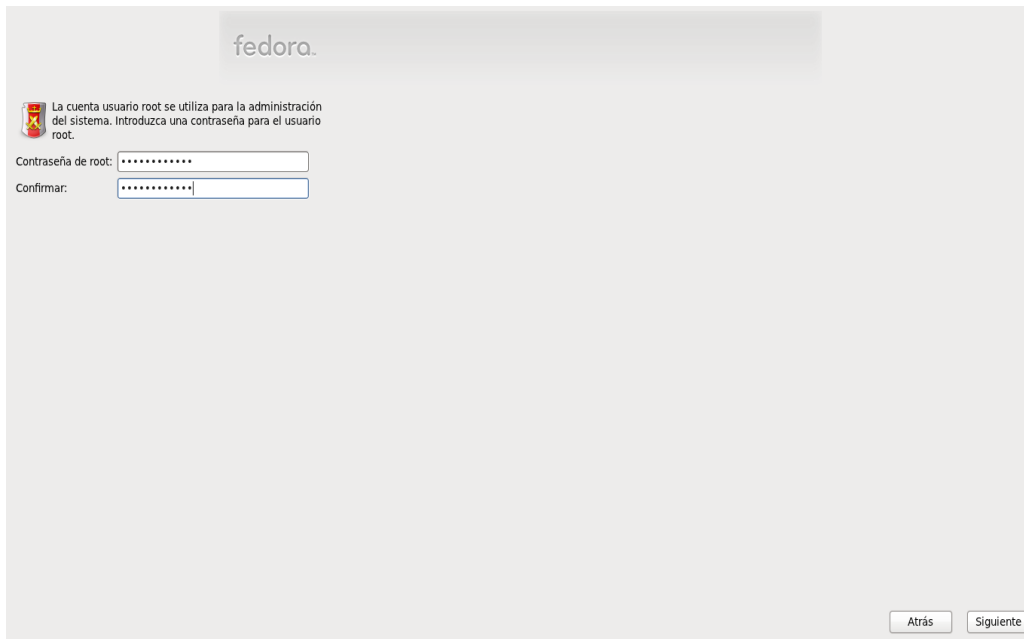 fedora
La cuenta usuario root se utiliza para la administración
del sistema. Introduzca una contraseña para el usuario
root.
Contraseña de root: ••••••••••••
Confirmar: ••••••••••••
Atrás
Siguiente